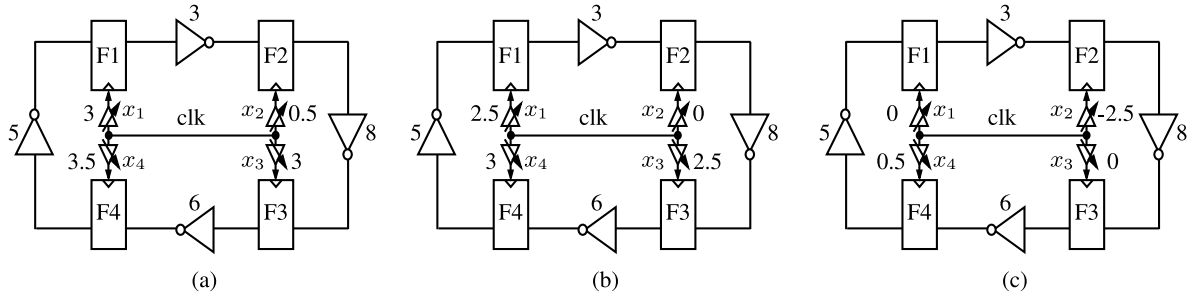 3 3 3
F1 F2 F1 F2 F1 F2
3 x₁ x₂ 0.5 2.5 x₁ x₂ 0 0 x₁ x₂ -2.5
5 clk 8 5 clk 8 5 clk 8
3.5 x₄ x₃ 3 3 x₄ x₃ 2.5 0.5 x₄ x₃ 0
6 6 6
F4 F3 F4 F3 F4 F3
(a) (b) (c)